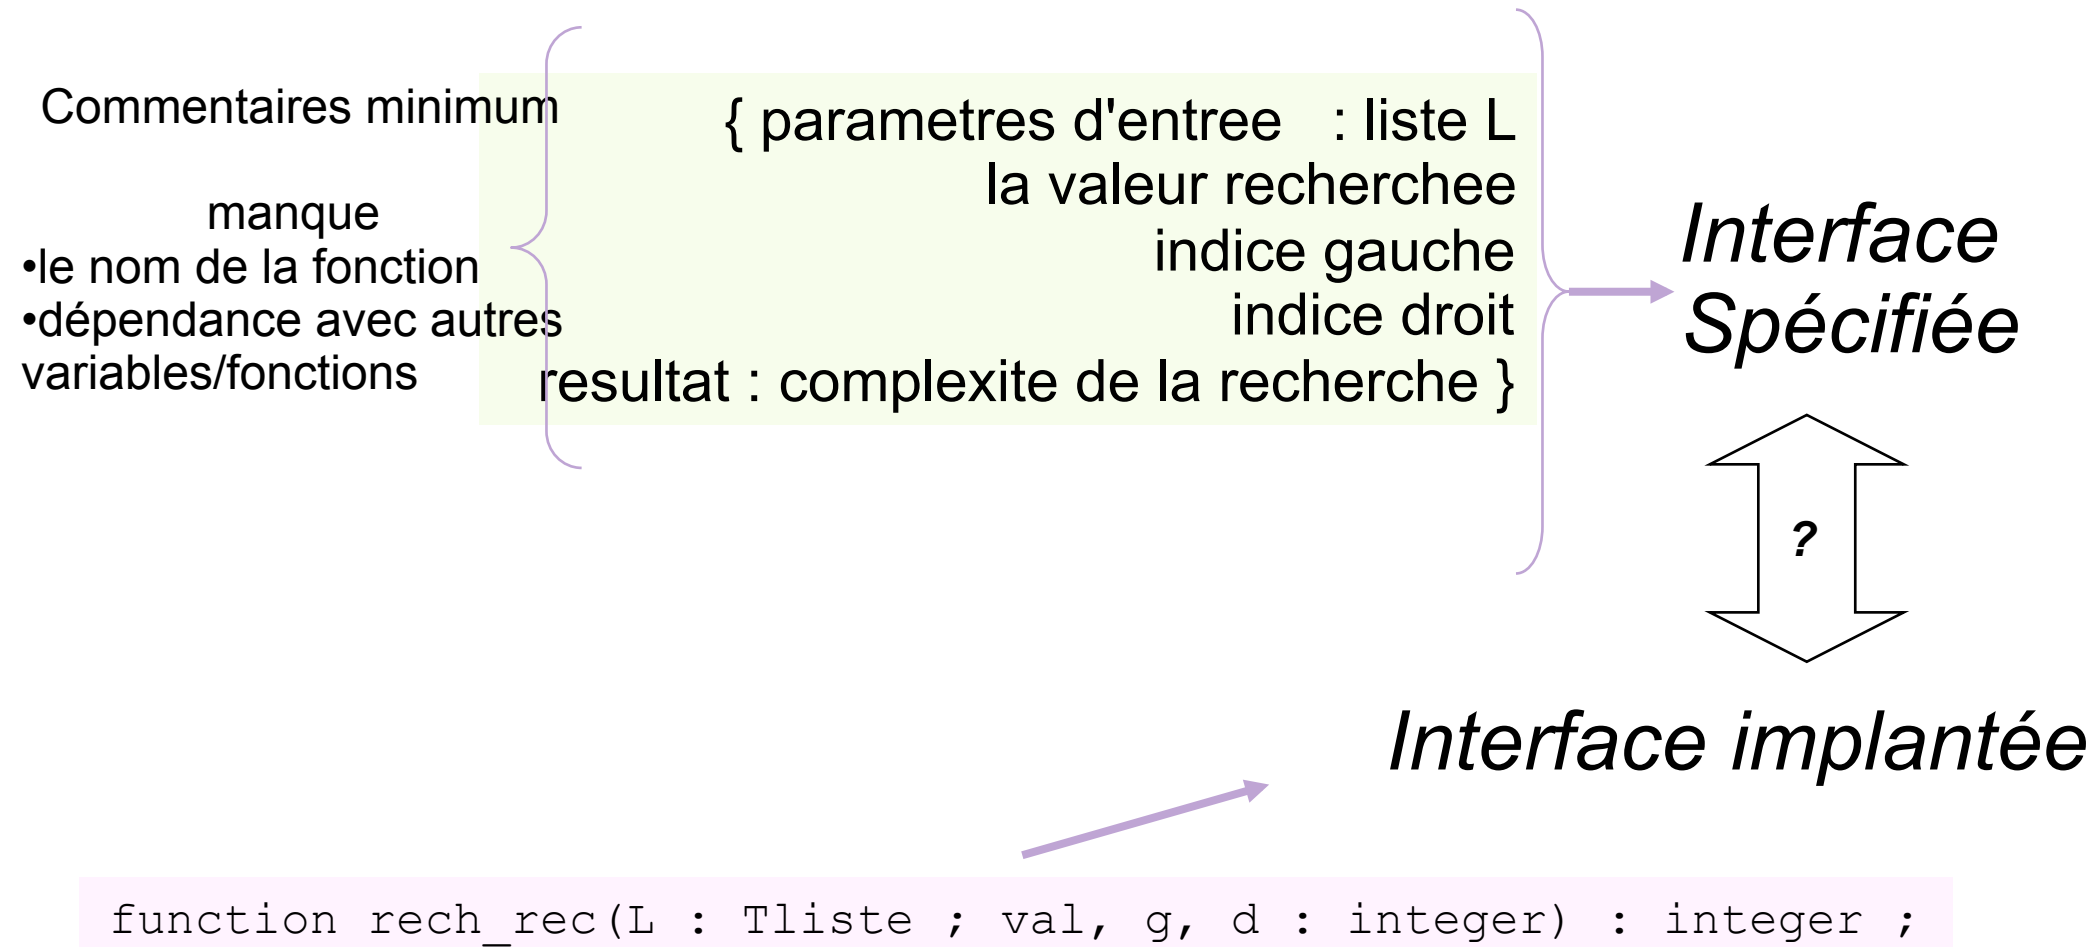 Commentaires minimum
manque
•le nom de la fonction
•dépendance avec autres
variables/fonctions
{ parametres d'entree : liste L
la valeur recherchee
indice gauche
indice droit
resultat : complexite de la recherche }
Interface
Spécifiée
?
Interface implantée
function rech_rec(L : Tliste ; val, g, d : integer) : integer ;